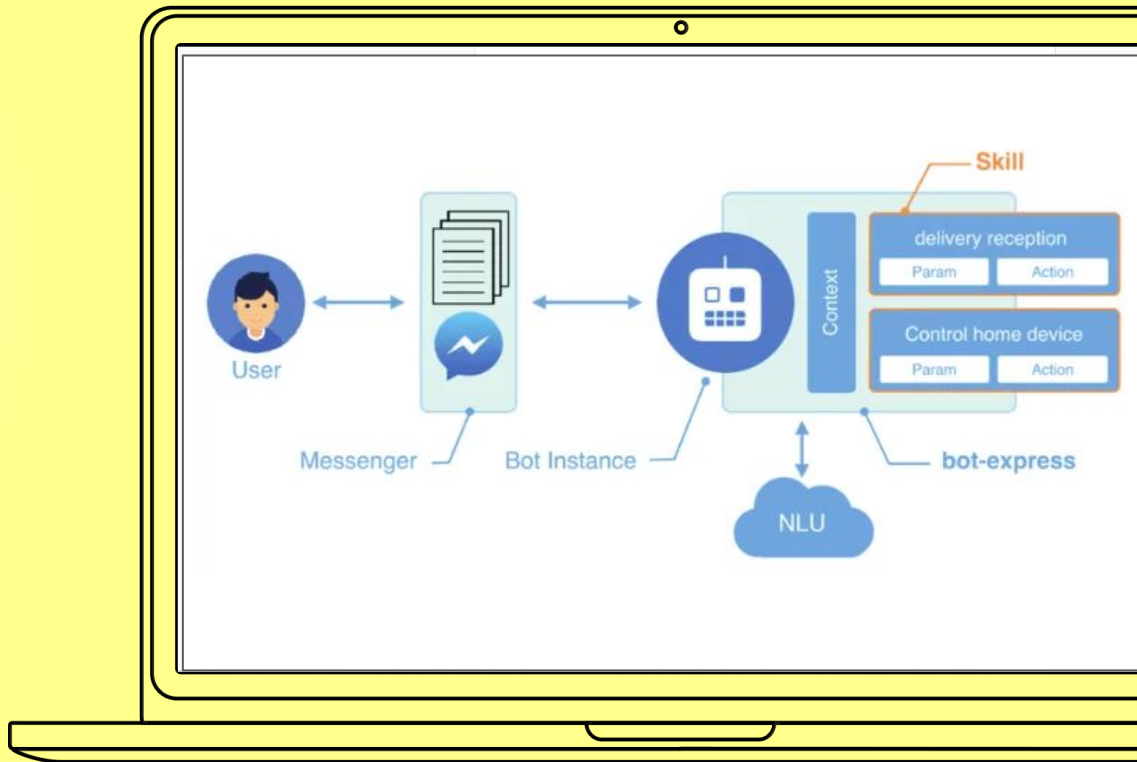 Skill
delivery reception
Param Action
Context
Control home device
Param Action
User
Messenger
Bot Instance
bot-express
NLU